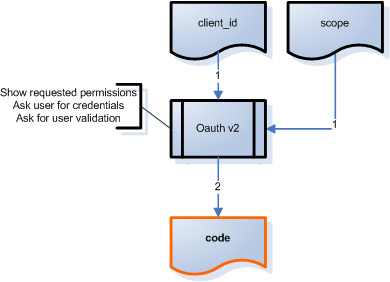 client_id
scope
1
Show requested permissions
Ask user for credentials
Ask for user validation
Oauth v2
1
2
code